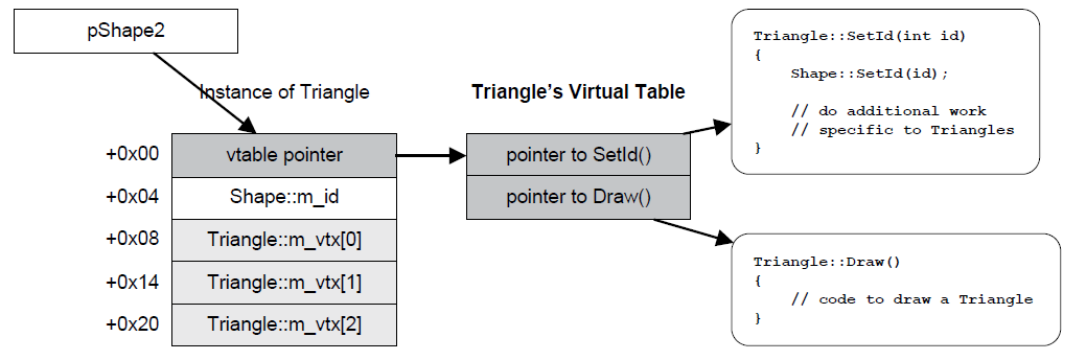 pShape2
Instance of Triangle
+0x00
vtable pointer
+0x04
Shape::m_id
+0x08
Triangle::m_vtx[0]
+0x14
Triangle::m_vtx[1]
+0x20
Triangle::m_vtx[2]
Triangle’s Virtual Table
pointer to SetId()
pointer to Draw()
Triangle::SetId(int id)
{
Shape::SetId(id);
// do additional work
// specific to Triangles
}
Triangle::Draw()
{
// code to draw a Triangle
}